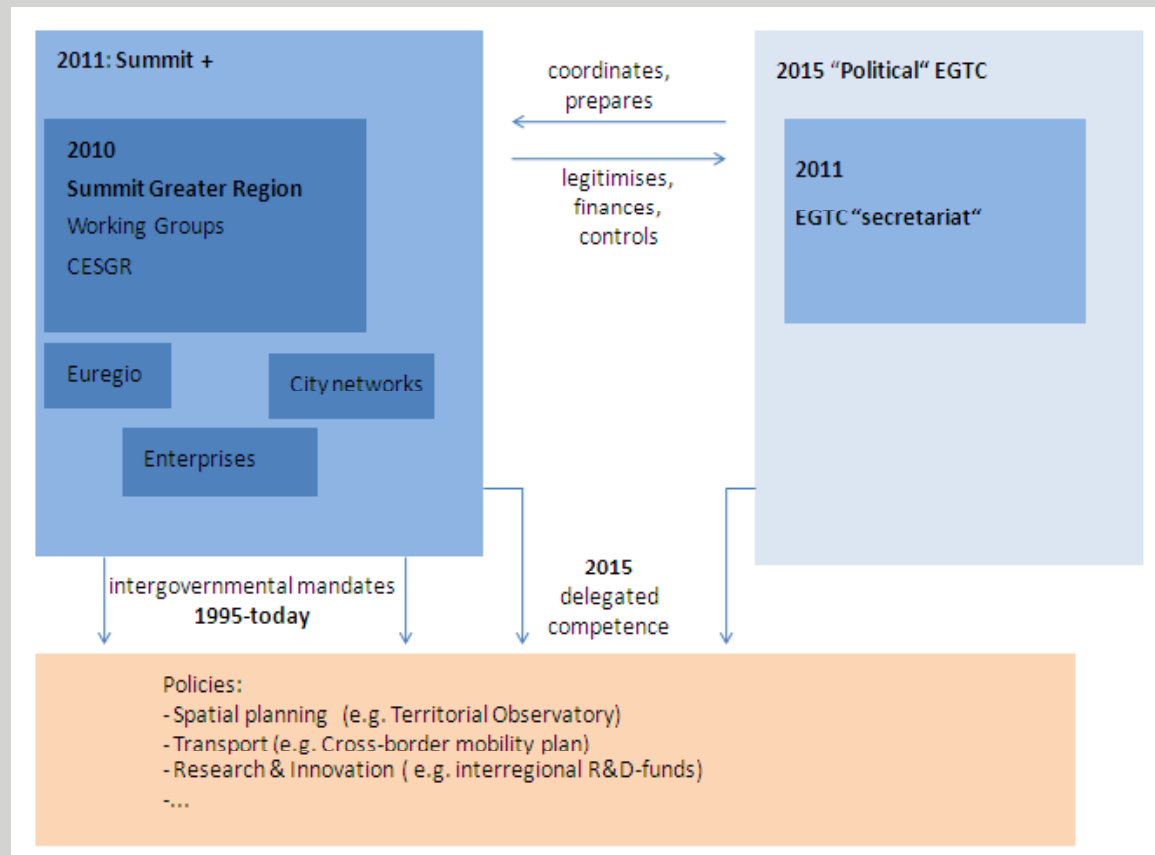 2011: Summit +
2010
Summit Greater Region
Working Groups
CESGR
Euregio
City networks
Enterprises
coordinates,
prepares
legitimises,
finances,
controls
2015 “Political“ EGTC
2011
EGTC “secretariat“
intergovernmental mandates
1995-today
2015
delegated
competence
Policies:
- Spatial planning (e.g. Territorial Observatory)
- Transport (e.g. Cross-border mobility plan)
- Research & Innovation ( e.g. interregional R&D-funds)
-...